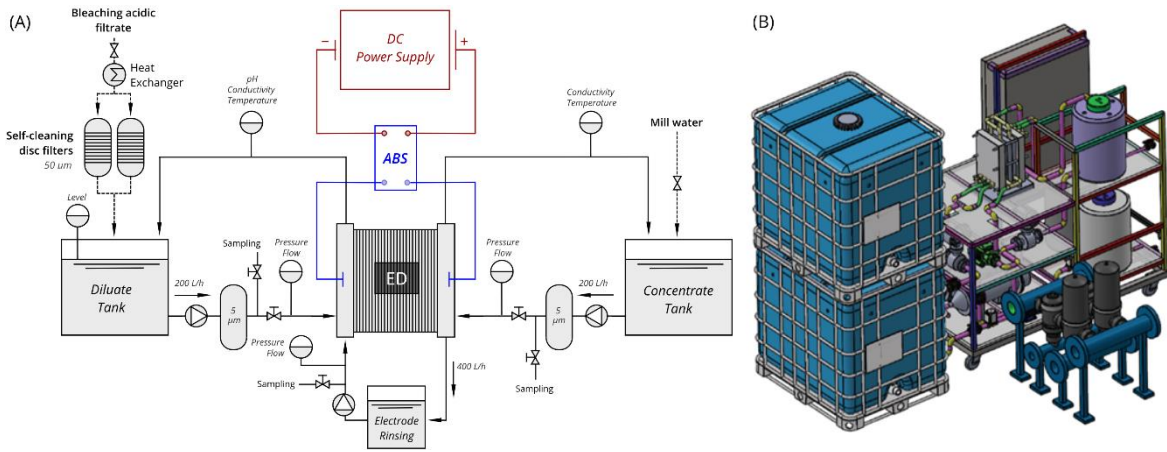 (A)
Bleaching acidic
filtrate
Heat
Exchanger
Self-cleaning
disc filters
50 um
Level
Diluate
Tank
200 L/h
5
μm
Sampling
Pressure
Flow
pH
Conductivity
Temperature
−
+
DC
Power Supply
ABS
ED
Pressure
Flow
Sampling
Electrode
Rinsing
400 L/h
Conductivity
Temperature
Mill water
Pressure
Flow
5
μm
Sampling
200 L/h
Concentrate
Tank
(B)